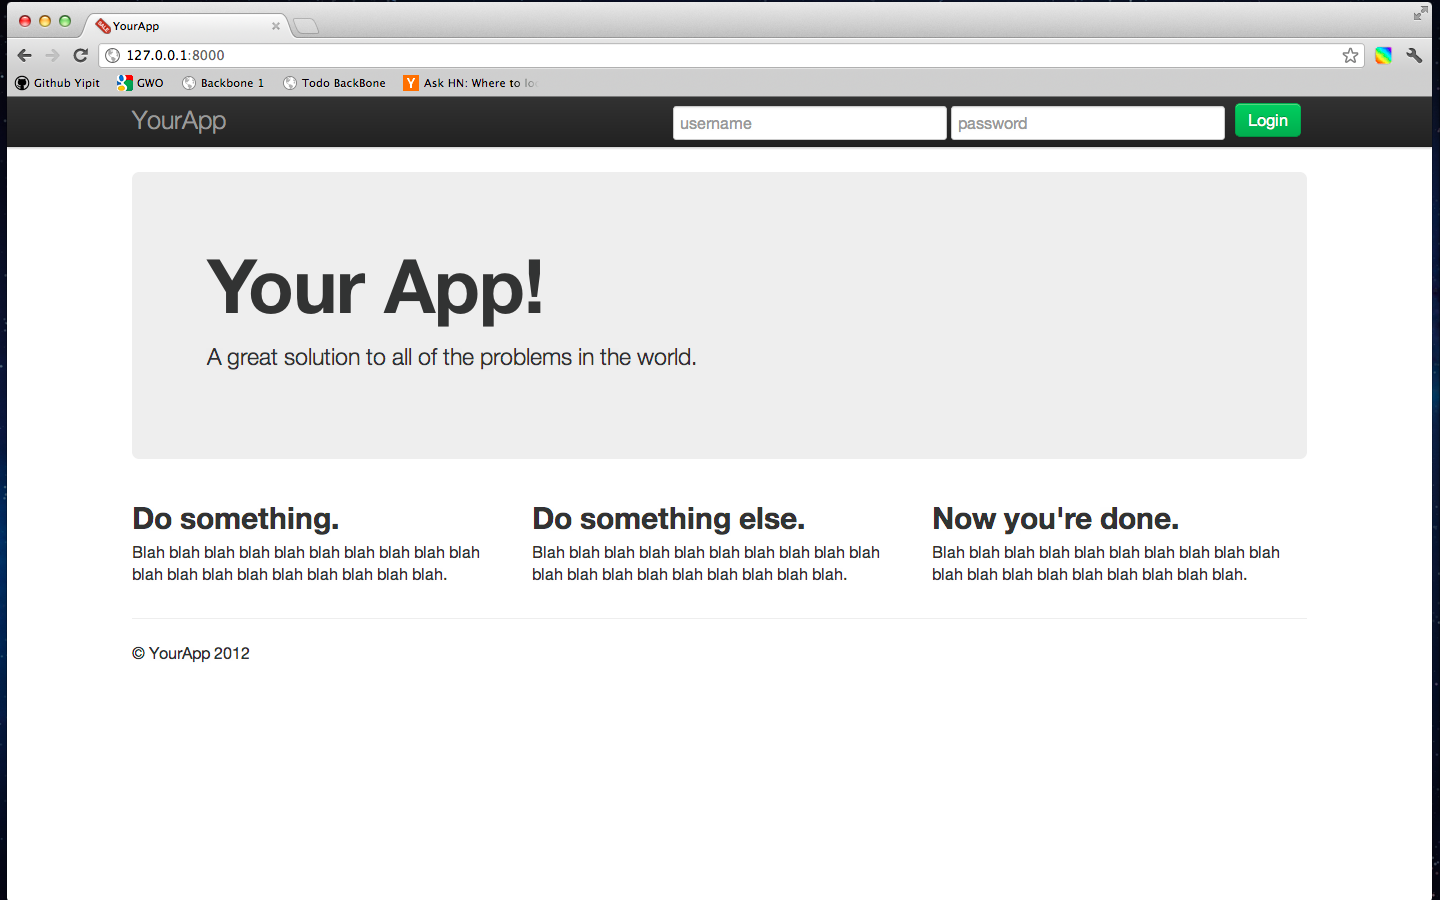 YourApp
127.0.0.1:8000
Github Yipit GWO Backbone 1 Todo BackBone Y Ask HN: Where to
YourApp username password Login
Your App!
A great solution to all of the problems in the world.
Do something.
Blah blah blah blah blah blah blah blah blah blah
blah blah blah blah blah blah blah blah blah.
Do something else.
Blah blah blah blah blah blah blah blah blah blah
blah blah blah blah blah blah blah blah blah.
Now you're done.
Blah blah blah blah blah blah blah blah blah blah
blah blah blah blah blah blah blah blah blah.
© YourApp 2012